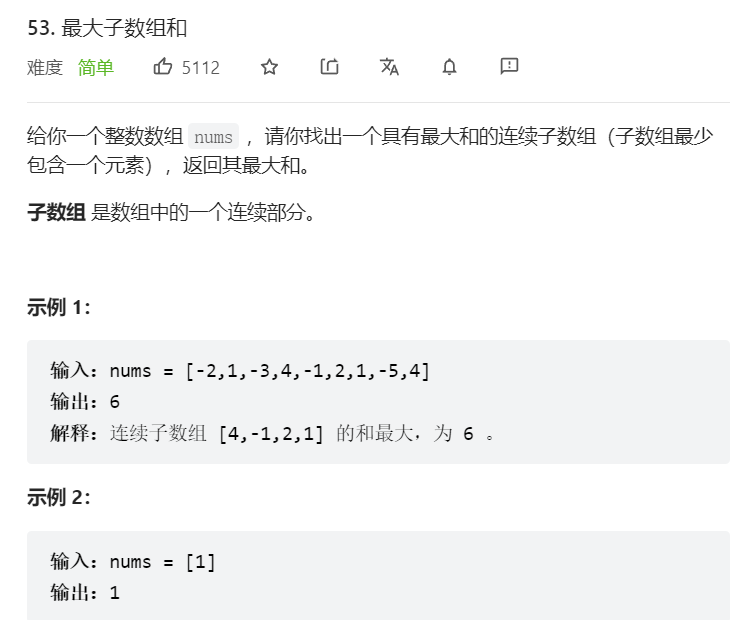 53. 最大子数组和
难度 简单 5112
给你一个整数数组 nums ，请你找出一个具有最大和的连续子数组（子数组最少
包含一个元素），返回其最大和。
子数组 是数组中的一个连续部分。
示例 1：
输入：nums = [-2,1,-3,4,-1,2,1,-5,4]
输出：6
解释：连续子数组 [4,-1,2,1] 的和最大，为 6 。
示例 2：
输入：nums = [1]
输出：1